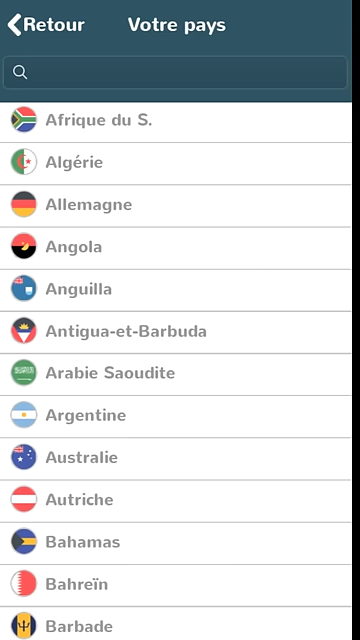 Retour
Votre pays
Afrique du S.
Algérie
Allemagne
Angola
Anguilla
Antigua-et-Barbuda
Arabie Saoudite
Argentine
Australie
Autriche
Bahamas
Bahreïn
Barbade